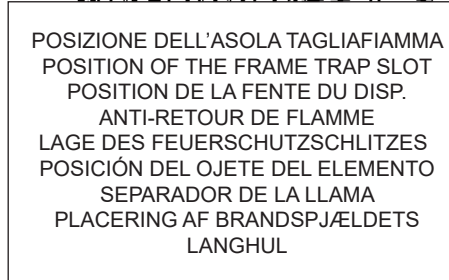 POSIZIONE DELL'ASOLA TAGLIAFIAMMA
POSITION OF THE FRAME TRAP SLOT
POSITION DE LA FENTE DU DISP.
ANTI-RETOUR DE FLAMME
LAGE DES FEUERSCHUTZSCHLITZES
POSICIÓN DEL OJETE DEL ELEMENTO
SEPARADOR DE LA LLAMA
PLACERING AF BRANDSPJÆLDETS
LANGHUL